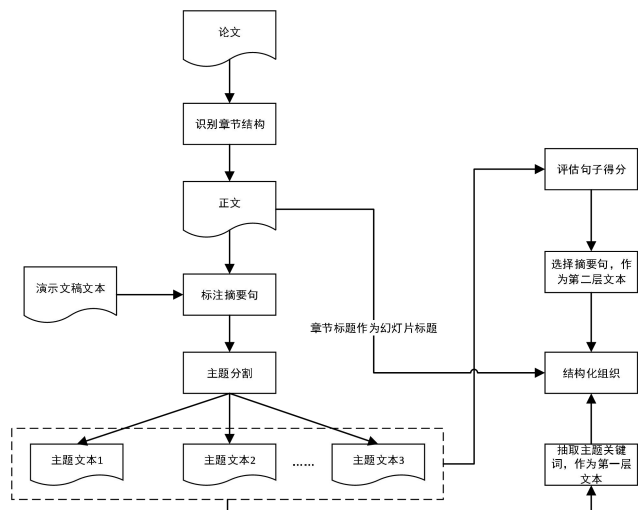 论文
识别章节结构
评估句子得分
正文
选择摘要句，作
为第二层文本
演示文稿文本
标注摘要句
章节标题作为幻灯片标题
主题分割
结构化组织
主题文本1
主题文本2
……
主题文本3
抽取主题关键
词，作为第一层
文本